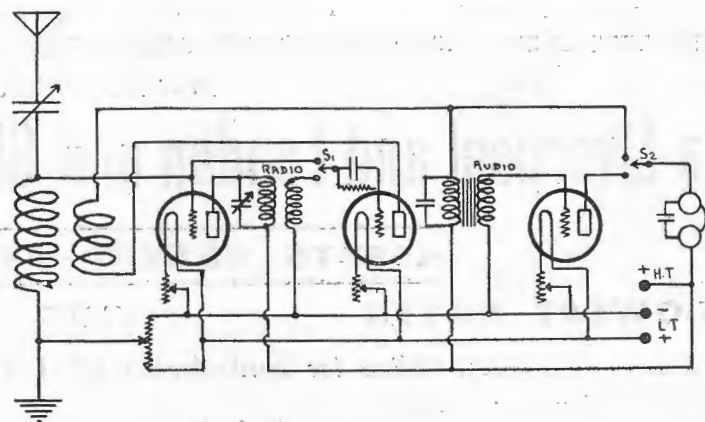 S1
RADIO
AUDIO
S2
+ H.T
-
L.T
+